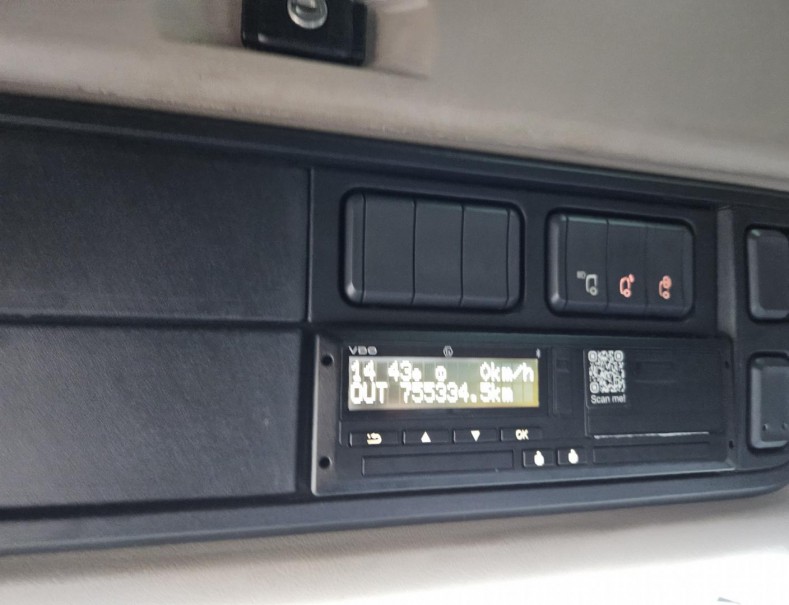 VDO
14 43 0km/h
OUT 755334.5km
OK
Scan me!